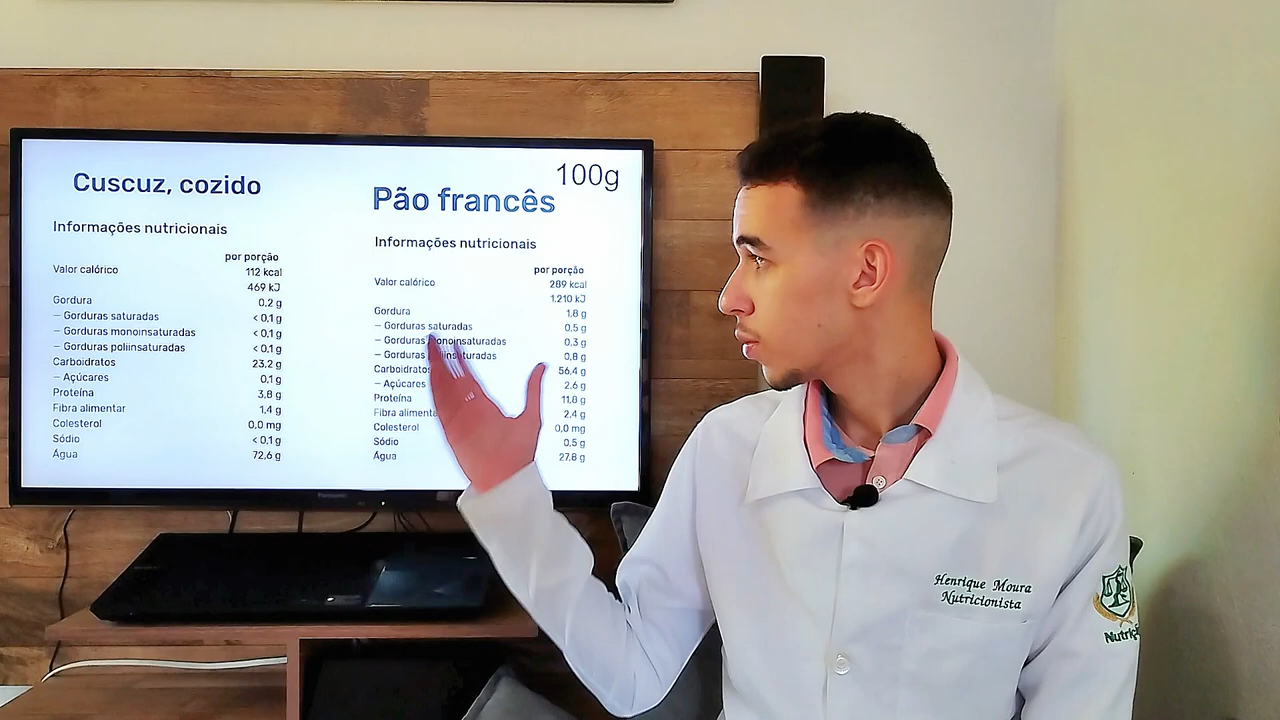 100g
Cuscuz, cozido
Informações nutricionais
por porção
Valor calórico 112 kcal
469 kJ
Gordura 0,2 g
– Gorduras saturadas < 0,1 g
– Gorduras monoinsaturadas < 0,1 g
– Gorduras poliinsaturadas < 0,1 g
Carboidratos 23,2 g
– Açúcares 0,1 g
Proteína 3,8 g
Fibra alimentar 1,4 g
Colesterol 0,0 mg
Sódio < 0,1 g
Água 72,6 g
Pão francês
Informações nutricionais
por porção
Valor calórico 289 kcal
1.210 kJ
Gordura 1,8 g
– Gorduras saturadas 0,5 g
– Gorduras monoinsaturadas 0,3 g
– Gorduras poliinsaturadas 0,8 g
Carboidratos 56,4 g
– Açúcares 2,6 g
Proteína 11,8 g
Fibra alimenta 2,4 g
Colesterol 0,0 mg
Sódio 0,5 g
Água 27,8 g
Panasonic
Henrique Moura
Nutricionista
Nutriç